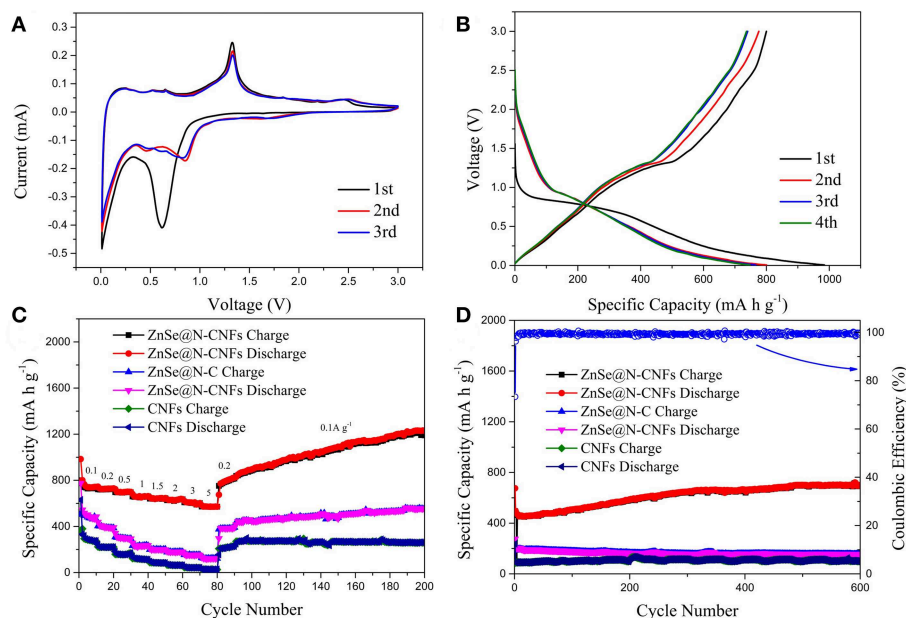 A
0.4
0.3
0.2
0.1
0.0
-0.1
-0.2
-0.3
-0.4
-0.5
Current (mA)
1st
2nd
3rd
0.0 0.5 1.0 1.5 2.0 2.5 3.0
Voltage (V)
B
3.0
2.5
2.0
1.5
1.0
0.5
0.0
Voltage (V)
1st
2nd
3rd
4th
0 200 400 600 800 1000
Specific Capacity (mA h g-1)
C
2000
1600
1200
800
400
0
Specific Capacity (mA h g-1)
ZnSe@N-CNFs Charge
ZnSe@N-CNFs Discharge
ZnSe@N-C Charge
ZnSe@N-CNFs Discharge
CNFs Charge
CNFs Discharge
0.1 0.2 0.5 1 1.5 2 3 5 0.2 0.1A g-1
0 20 40 60 80 100 120 140 160 180 200
Cycle Number
D
2000
1600
1200
800
400
0
Specific Capacity (mA h g-1)
ZnSe@N-CNFs Charge
ZnSe@N-CNFs Discharge
ZnSe@N-C Charge
ZnSe@N-CNFs Discharge
CNFs Charge
CNFs Discharge
100
80
60
40
20
0
Coulombic Efficiency (%)
0 200 400 600
Cycle Number